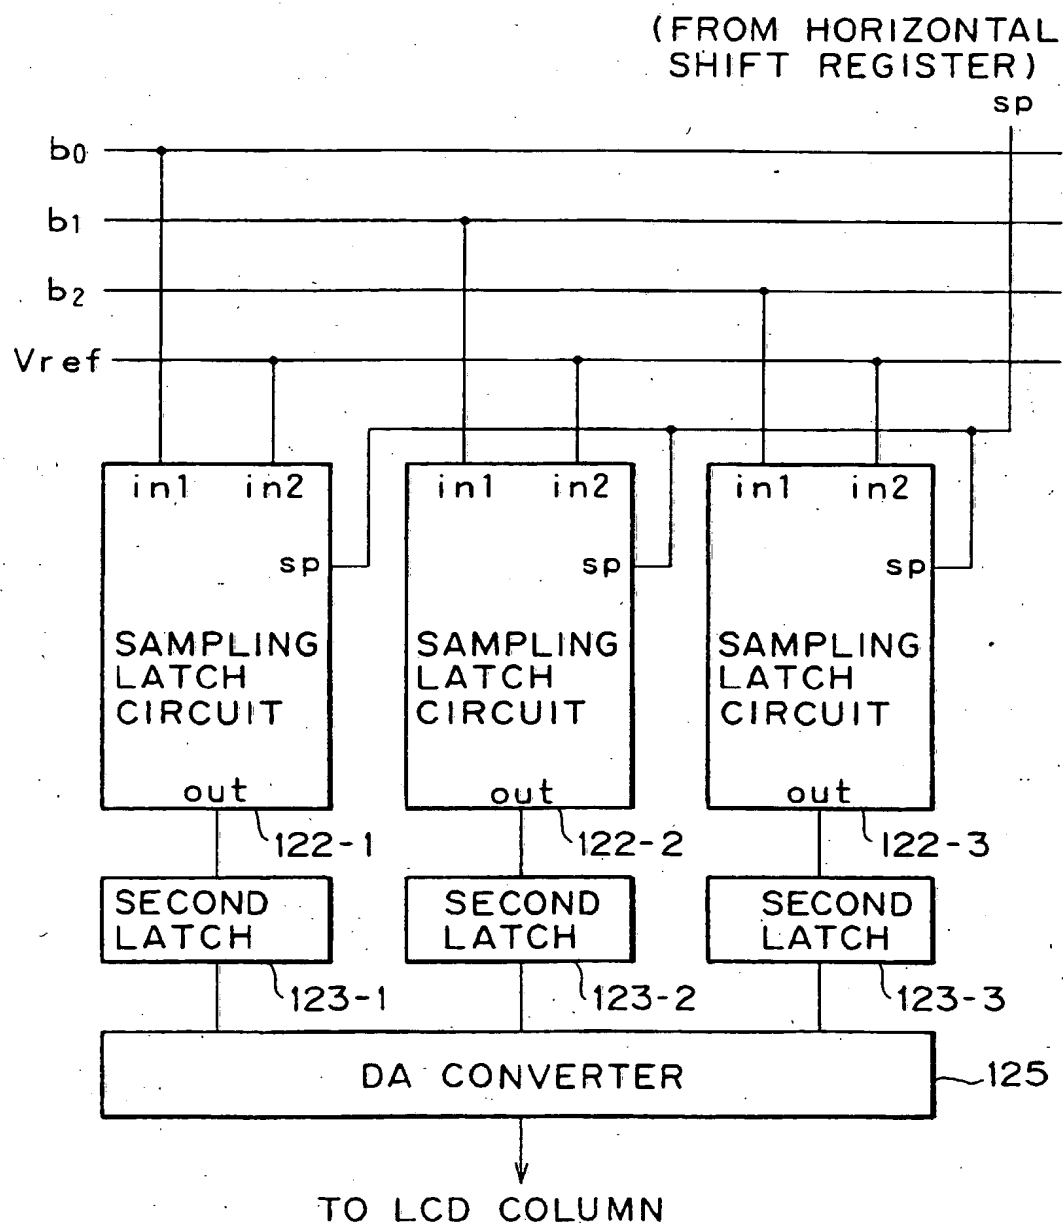 (FROM HORIZONTAL
SHIFT REGISTER)
sp
b0
b1
b2
Vref
in1 in2 in1 in2 in1 in2
sp sp sp
SAMPLING SAMPLING SAMPLING
LATCH LATCH LATCH
CIRCUIT CIRCUIT CIRCUIT
out out out
122-1 122-2 122-3
SECOND SECOND SECOND
LATCH LATCH LATCH
123-1 123-2 123-3
DA CONVERTER 125
TO LCD COLUMN